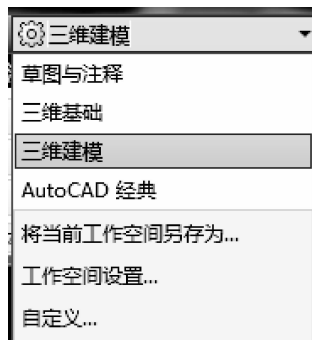 三维建模
草图与注释
三维基础
三维建模
AutoCAD 经典
将当前工作空间另存为...
工作空间设置...
自定义...